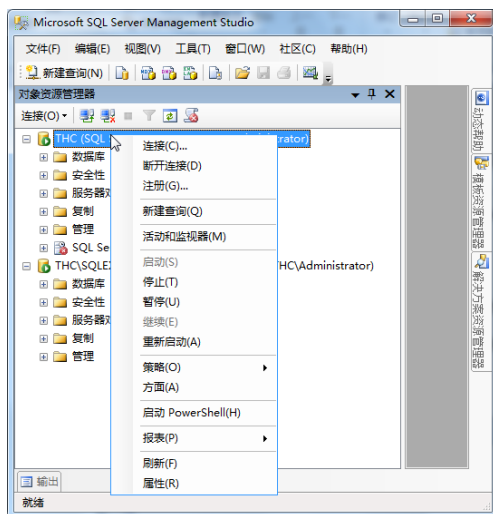 Microsoft SQL Server Management Studio
文件(F) 编辑(E) 视图(V) 工具(T) 窗口(W) 社区(C) 帮助(H)
新建查询(N)
对象资源管理器
连接(O)
THC (SQL trator)
数据库
安全性
服务器
复制
管理
SQL Se
THC\SQLE HC\Administrator)
数据库
安全性
服务器
复制
管理
连接(C)...
断开连接(D)
注册(G)...
新建查询(Q)
活动和监视器(M)
启动(S)
停止(T)
暂停(U)
继续(E)
重新启动(A)
策略(O)
方面(A)
启动 PowerShell(H)
报表(P)
刷新(F)
属性(R)
动态帮助
模板资源管理器
解决方案资源管理器
输出
就绪